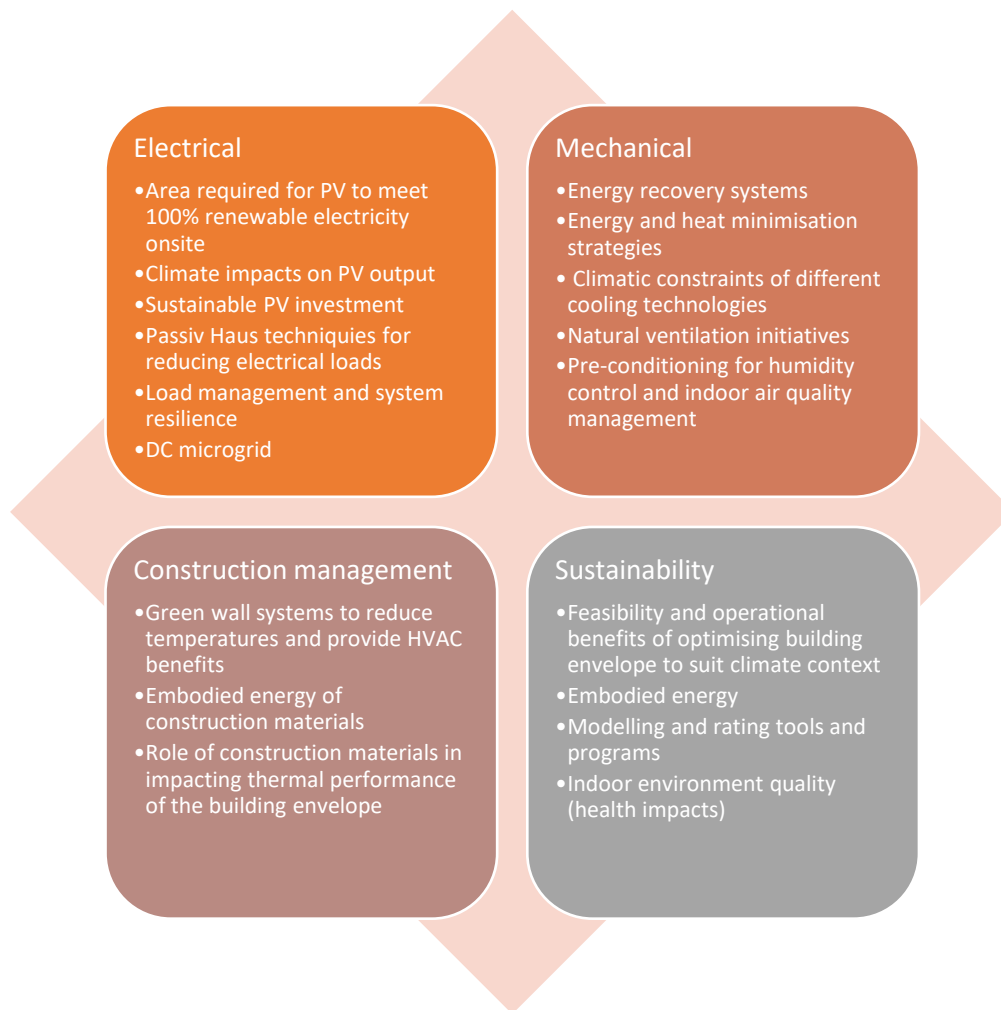 Electrical
•Area required for PV to meet
100% renewable electricity
onsite
•Climate impacts on PV output
•Sustainable PV investment
•Passiv Haus techniquies for
reducing electrical loads
•Load management and system
resilience
•DC microgrid
Mechanical
•Energy recovery systems
•Energy and heat minimisation
strategies
• Climatic constraints of different
cooling technologies
•Natural ventilation initiatives
•Pre-conditioning for humidity
control and indoor air quality
management
Construction management
•Green wall systems to reduce
temperatures and provide HVAC
benefits
•Embodied energy of
construction materials
•Role of construction materials in
impacting thermal performance
of the building envelope
Sustainability
•Feasibility and operational
benefits of optimising building
envelope to suit climate context
•Embodied energy
•Modelling and rating tools and
programs
•Indoor environment quality
(health impacts)